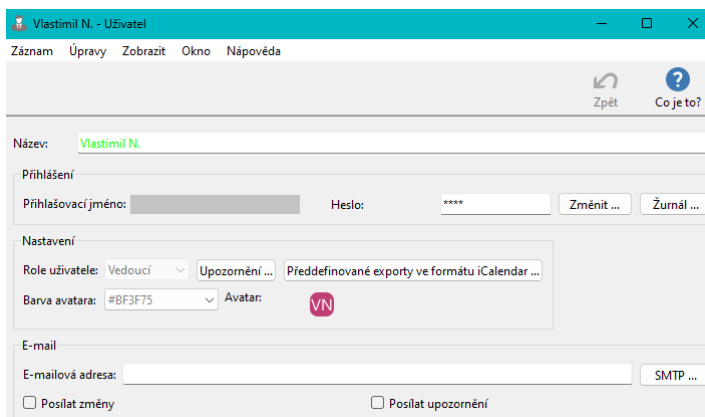 Vlastimil N. - Uživatel
Záznam Úpravy Zobrazit Okno Nápověda
Zpět Co je to?
Název: Vlastimil N.
Přihlášení
Přihlašovací jméno: Heslo: **** Změnit ... Žurnál ...
Nastavení
Role uživatele: Vedoucí Upozornění ... Předdefinované exporty ve formátu iCalendar ...
Barva avatara: #BF3F75 Avatar: VN
E-mail
E-mailová adresa: SMTP ...
Posílat změny Posílat upozornění